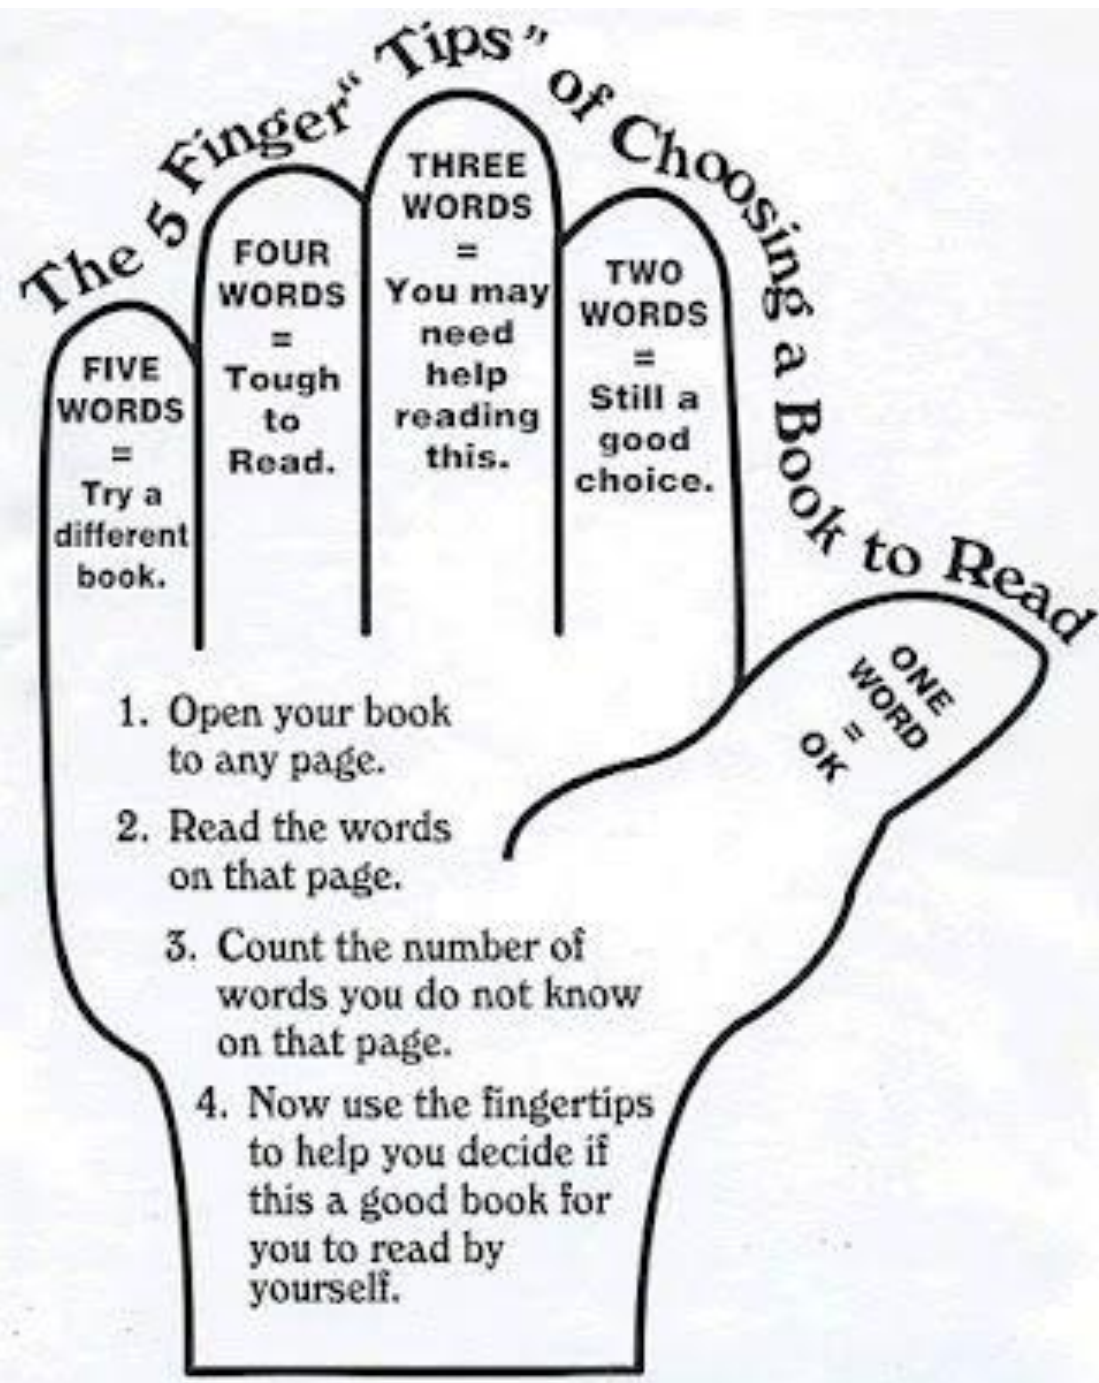 The 5 Finger “Tips” of Choosing a Book to Read
FIVE
WORDS
=
Try a
different
book.
FOUR
WORDS
=
Tough
to
Read.
THREE
WORDS
=
You may
need
help
reading
this.
TWO
WORDS
=
Still a
good
choice.
ONE
WORD
=
OK
1. Open your book
to any page.
2. Read the words
on that page.
3. Count the number of
words you do not know
on that page.
4. Now use the fingertips
to help you decide if
this a good book for
you to read by
yourself.